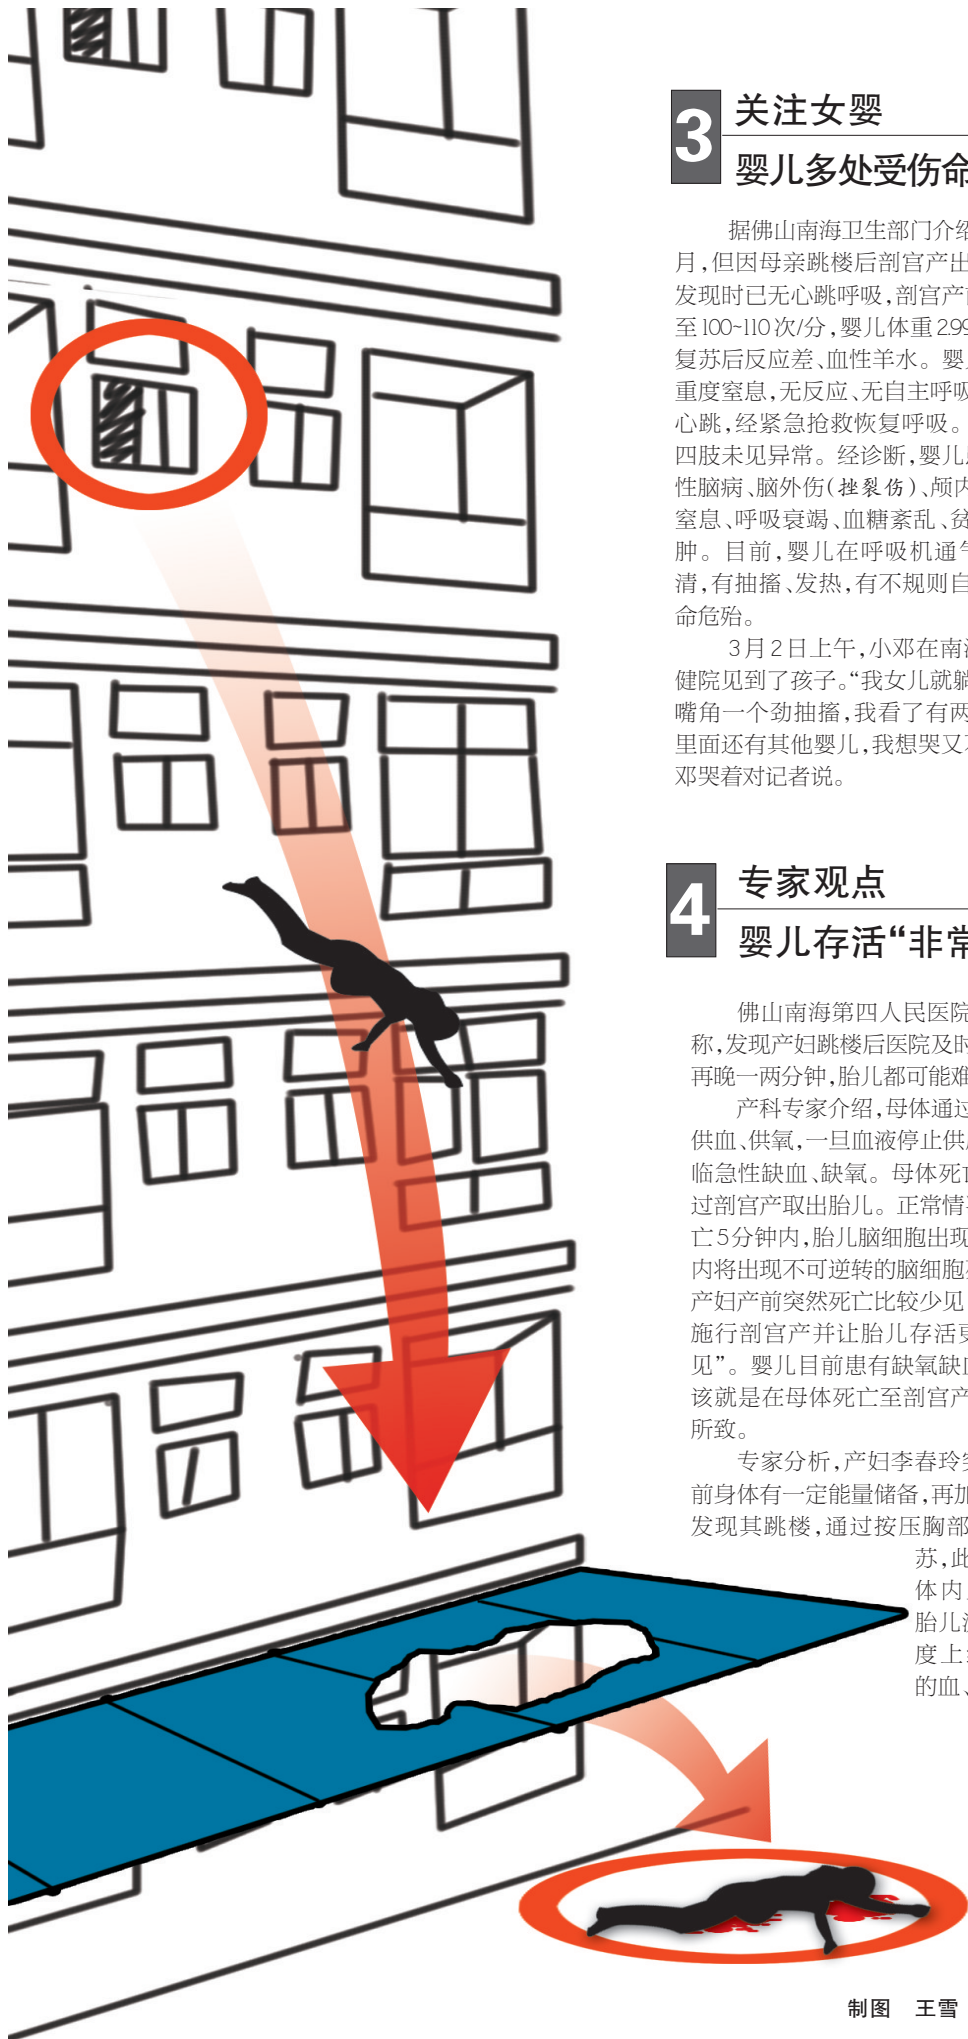 3
关注女婴
婴儿多处受伤命
据佛山南海卫生部门介绍
月,但因母亲跳楼后剖宫产出
发现时已无心跳呼吸,剖宫产前
至100~110次/分,婴儿体重2.99
复苏后反应差、血性羊水。婴
重度窒息,无反应、无自主呼吸
心跳,经紧急抢救恢复呼吸。
四肢未见异常。经诊断,婴儿
性脑病、脑外伤(挫裂伤)、颅内
窒息、呼吸衰竭、血糖紊乱、贫
肿。目前,婴儿在呼吸机通气
清,有抽搐、发热,有不规则自
命危殆。
3月2日上午,小邓在南海
健院见到了孩子。“我女儿就躺
嘴角一个劲抽搐,我看了有两
里面还有其他婴儿,我想哭又不
邓哭着对记者说。
4
专家观点
婴儿存活“非常
佛山南海第四人民医院
称,发现产妇跳楼后医院及时
再晚一两分钟,胎儿都可能难
产科专家介绍,母体通过
供血、供氧,一旦血液停止供
临急性缺血、缺氧。母体死亡
过剖宫产取出胎儿。正常情
亡5分钟内,胎儿脑细胞出现
内将出现不可逆转的脑细胞
产妇产前突然死亡比较少见
施行剖宫产并让胎儿存活更
见”。婴儿目前患有缺氧缺血
该就是在母体死亡至剖宫产
所致。
专家分析,产妇李春玲突
前身体有一定能量储备,再加
发现其跳楼,通过按压胸部
苏,此
体内
胎儿
度上
的血、
制图 王雪